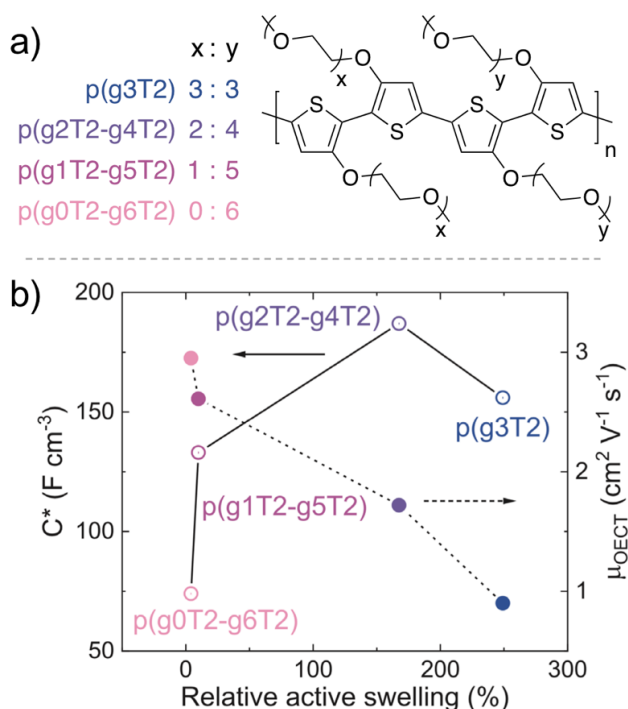 a)
x : y
p(g3T2) 3 : 3
p(g2T2-g4T2) 2 : 4
p(g1T2-g5T2) 1 : 5
p(g0T2-g6T2) 0 : 6
O O x O O y
S S S S n
O O x O O y
b)
200
150
100
50
C* (F cm⁻³)
p(g2T2-g4T2)
p(g3T2)
p(g1T2-g5T2)
p(g0T2-g6T2)
3
2
1
μOECT (cm² V⁻¹ s⁻¹)
0 100 200 300
Relative active swelling (%)